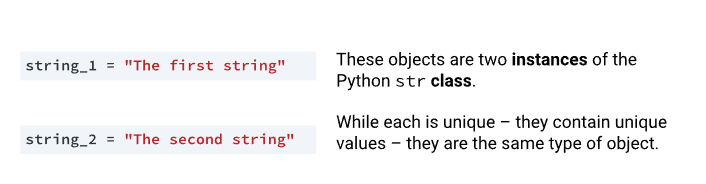 string_1 = "The first string"
These objects are two instances of the
Python str class.
string_2 = "The second string"
While each is unique – they contain unique
values – they are the same type of object.